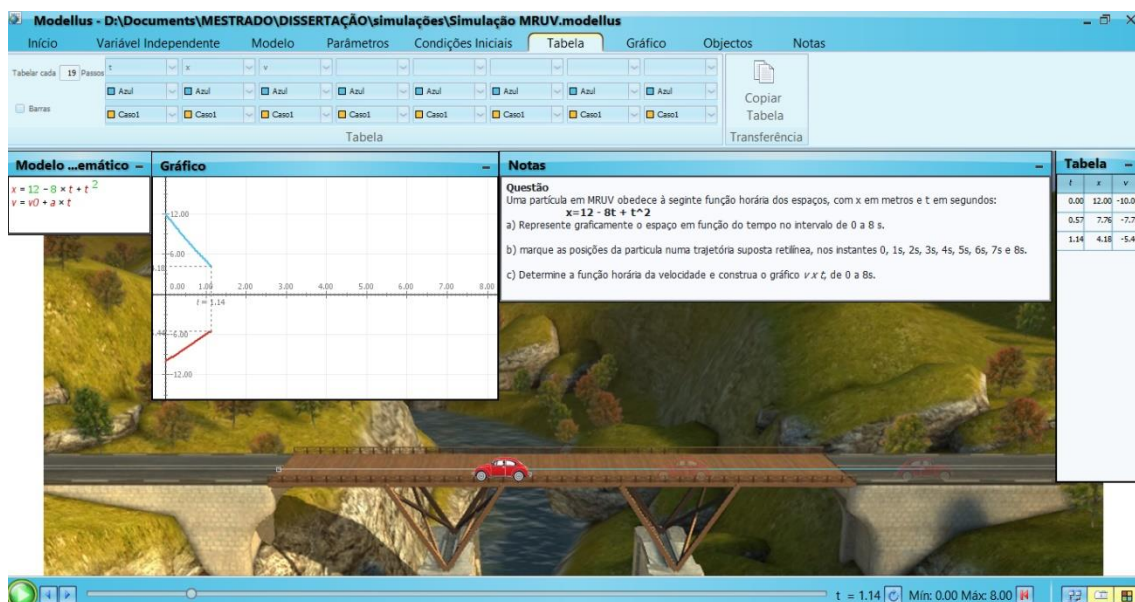 Modellus - D:\Documents\MESTRADO\DISSERTAÇÃO\simulações\Simulação MRUV.modellus
Início Variável Independente Modelo Parâmetros Condições Iniciais Tabela Gráfico Objectos Notas
Tabelar cada 19 Passos t x v
Azul Azul Azul Azul Azul Azul Azul Azul
Barras
Caso1 Caso1 Caso1 Caso1 Caso1 Caso1 Caso1 Caso1
Copiar
Tabela
Tabela
Transferência
Modelo ...emático
x = 12 - 8 × t + t^2
v = v0 + a × t
Gráfico
12.00
6.00
4.18
0.00 1.00 2.00 3.00 4.00 5.00 6.00 7.00 8.00
t = 1.14
-6.00
-12.00
Notas
Questão
Uma partícula em MRUV obedece à seginte função horária dos espaços, com x em metros e t em segundos:
x=12 - 8t + t^2
a) Represente graficamente o espaço em função do tempo no intervalo de 0 a 8 s.
b) marque as posições da particula numa trajetória suposta retilínea, nos instantes 0, 1s, 2s, 3s, 4s, 5s, 6s, 7s e 8s.
c) Determine a função horária da velocidade e construa o gráfico v x t, de 0 a 8s.
Tabela
t x v
0.00 12.00 -10.0
0.57 7.76 -7.7
1.14 4.18 -5.4
t = 1.14 Mín: 0.00 Máx: 8.00